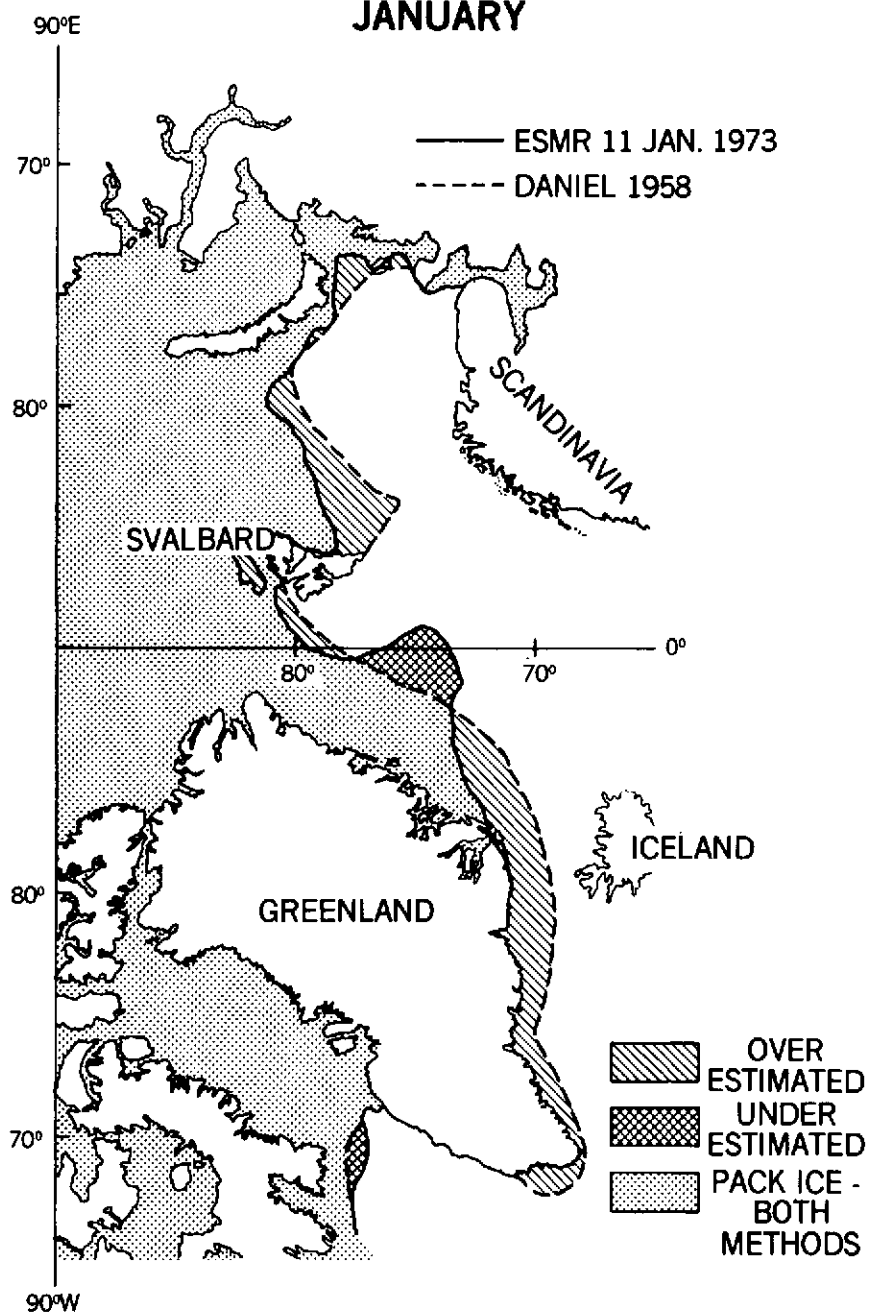 JANUARY
90°E
ESMR 11 JAN. 1973
70°
DANIEL 1958
SCANDINAVIA
80°
SVALBARD
0°
80°
70°
ICELAND
80°
GREENLAND
OVER
ESTIMATED
UNDER
ESTIMATED
70°
PACK ICE -
BOTH
METHODS
90°W